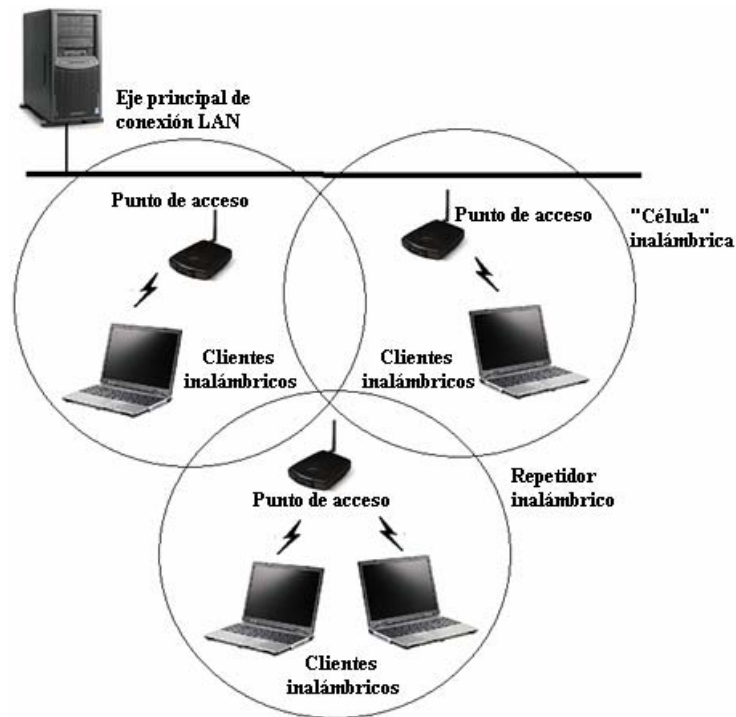 Eje principal de
conexión LAN
Punto de acceso
Punto de acceso
"Célula"
inalámbrica
Clientes
inalámbricos
Clientes
inalámbricos
Repetidor
inalámbrico
Punto de acceso
Clientes
inalámbricos